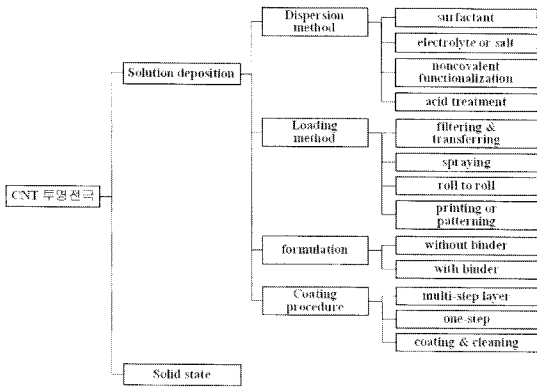 CNT 투명전극
Solution deposition
Solid state
Dispersion
method
Loading
method
formulation
Coating
procedure
surfactant
electrolyte or salt
noncovalent
functionalization
acid treatment
filtering &
transferring
spraying
roll to roll
printing or
patterning
without binder
with binder
multi-step layer
one-step
coating & cleaning